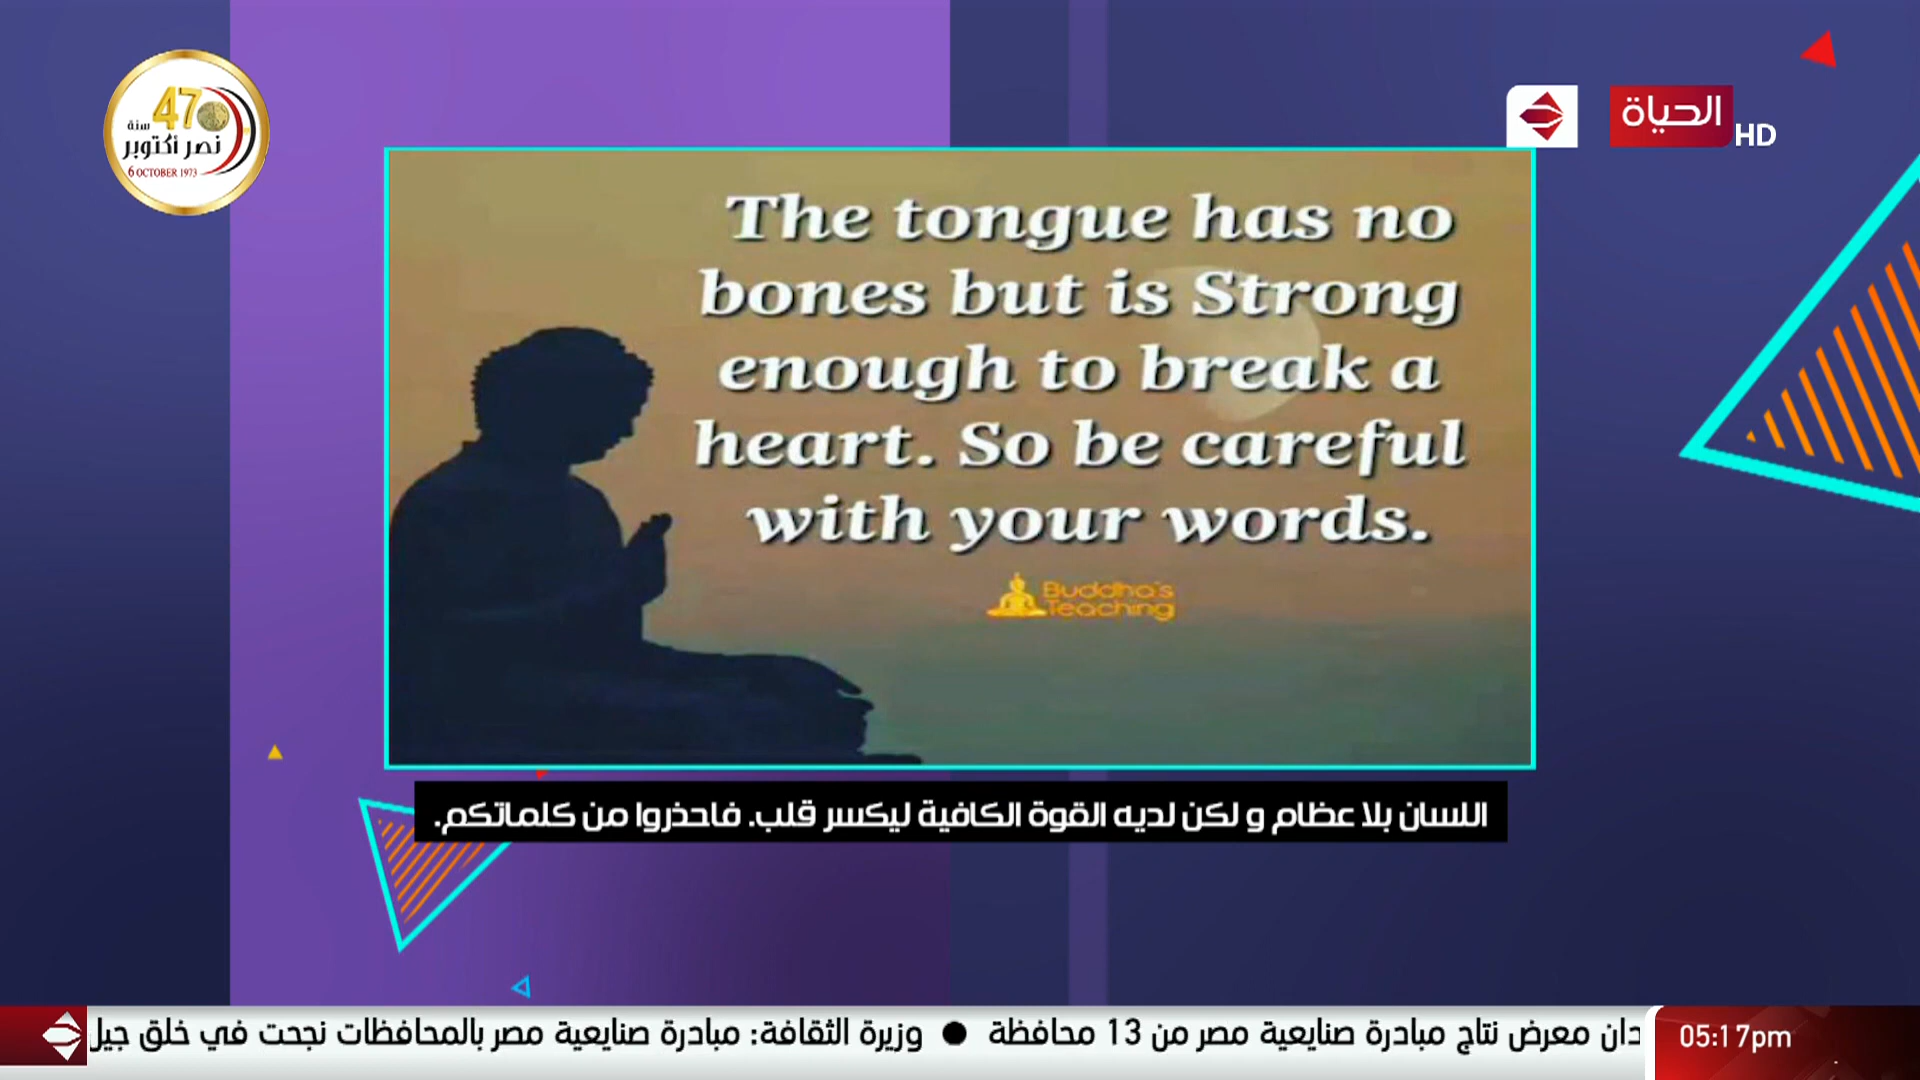 47
سنة
نصر أكتوبر
6 OCTOBER 1973
الحياة
HD
The tongue has no
bones but is Strong
enough to break a
heart. So be careful
with your words.
Buddha's
Teaching
اللسان بلا عظام و لكن لديه القوة الكافية ليكسر قلب. فاحذروا من كلماتكم.
دان معرض نتاج مبادرة صنايعية مصر من 13 محافظة ● وزيرة الثقافة: مبادرة صنايعية مصر بالمحافظات نجحت في خلق جيل
05:17pm